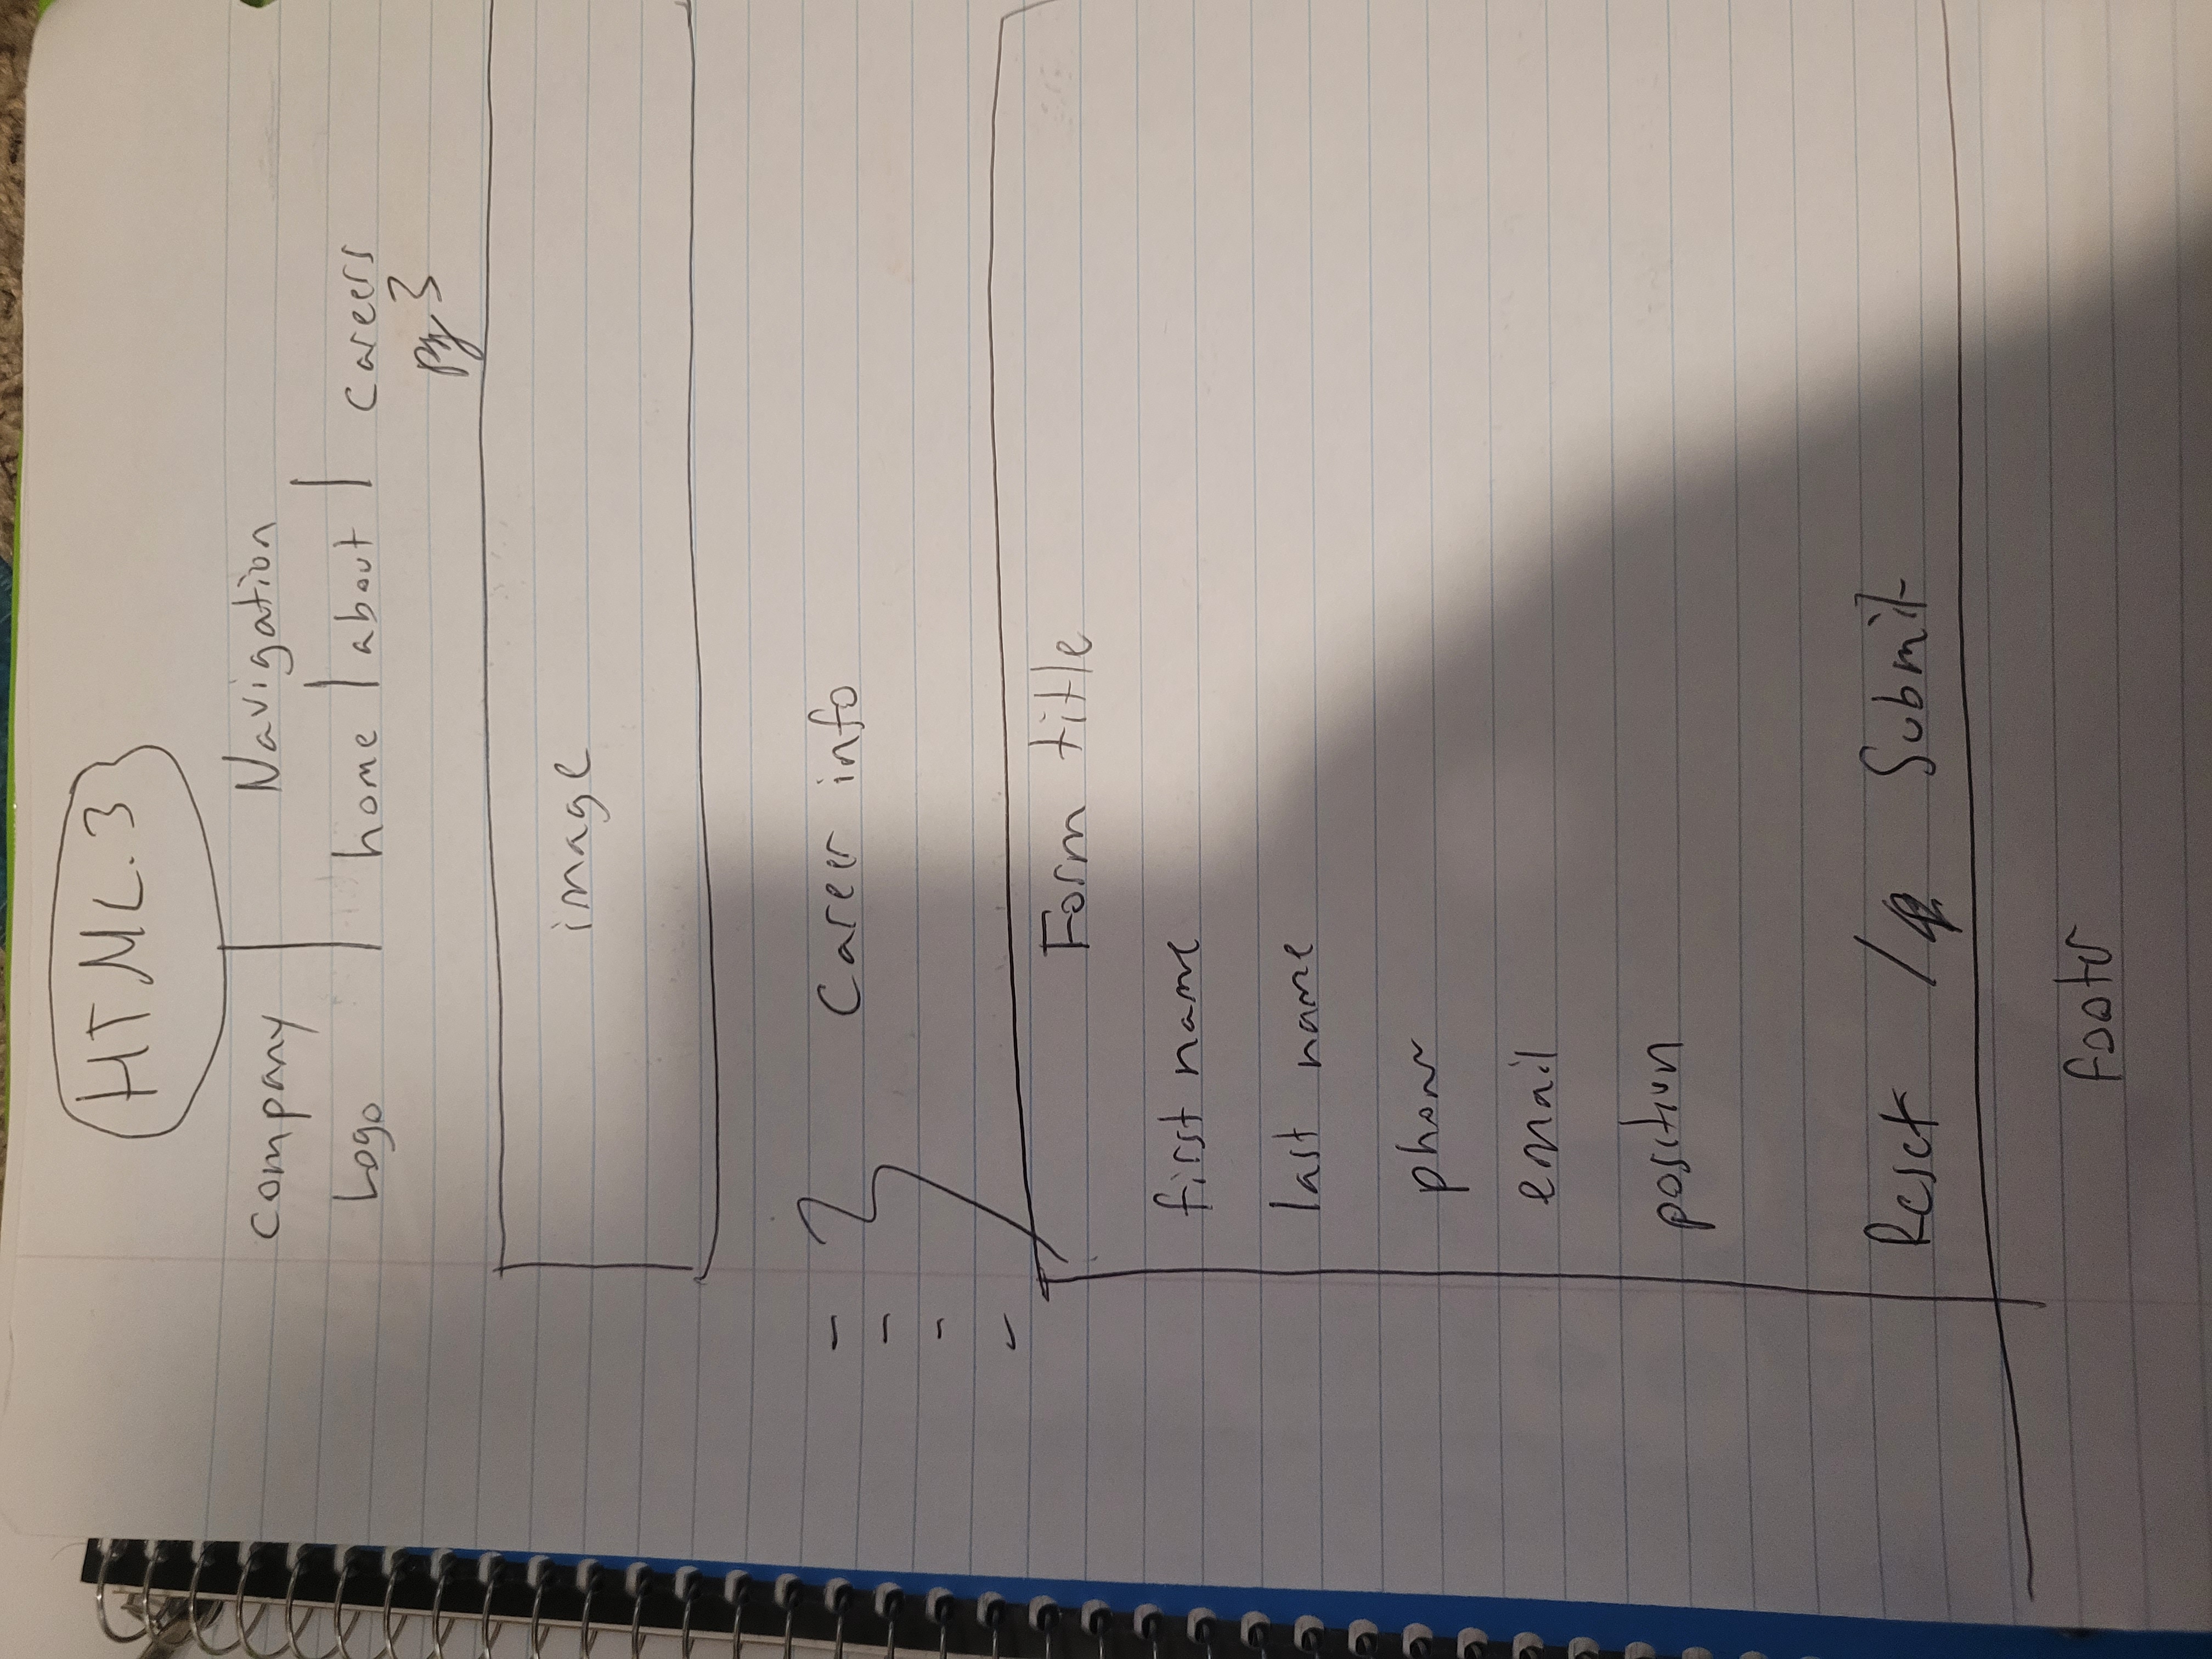 HTML.3
Company Navigation
Logo home | about | careers
pg 3
image
- Career info
-
-
-
Form title
first name
last name
phone
email
position
Reset / Submit
footer